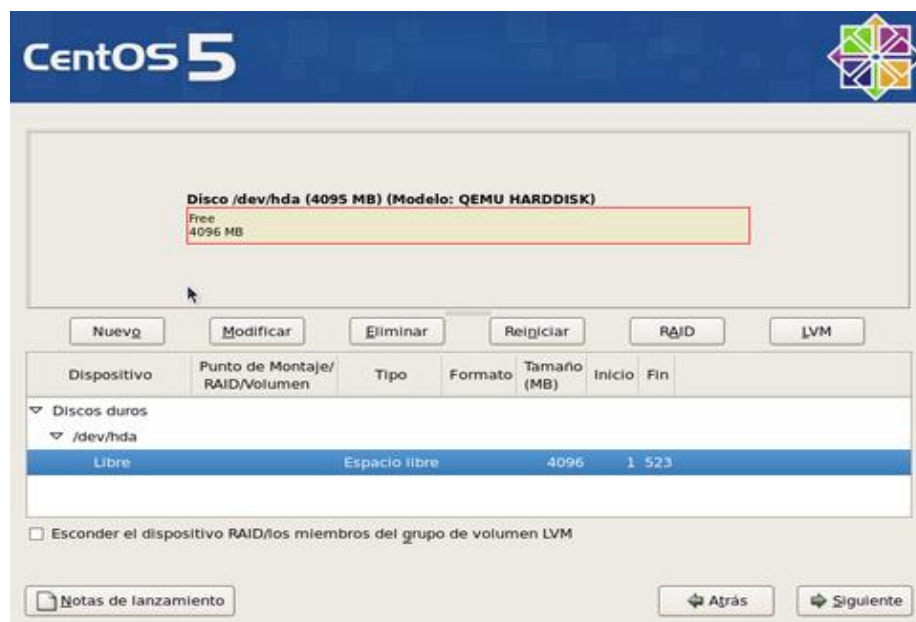 CentOS 5
Disco /dev/hda (4095 MB) (Modelo: QEMU HARDDISK)
Free
4096 MB
Nuevo Modificar Eliminar Reiniciar RAID LVM
Dispositivo Punto de Montaje/ RAID/Volumen Tipo Formato Tamaño (MB) Inicio Fin
Discos duros
/dev/hda
Libre Espacio libre 4096 1 523
Esconder el dispositivo RAID/los miembros del grupo de volumen LVM
Notas de lanzamiento Atrás Siguiente